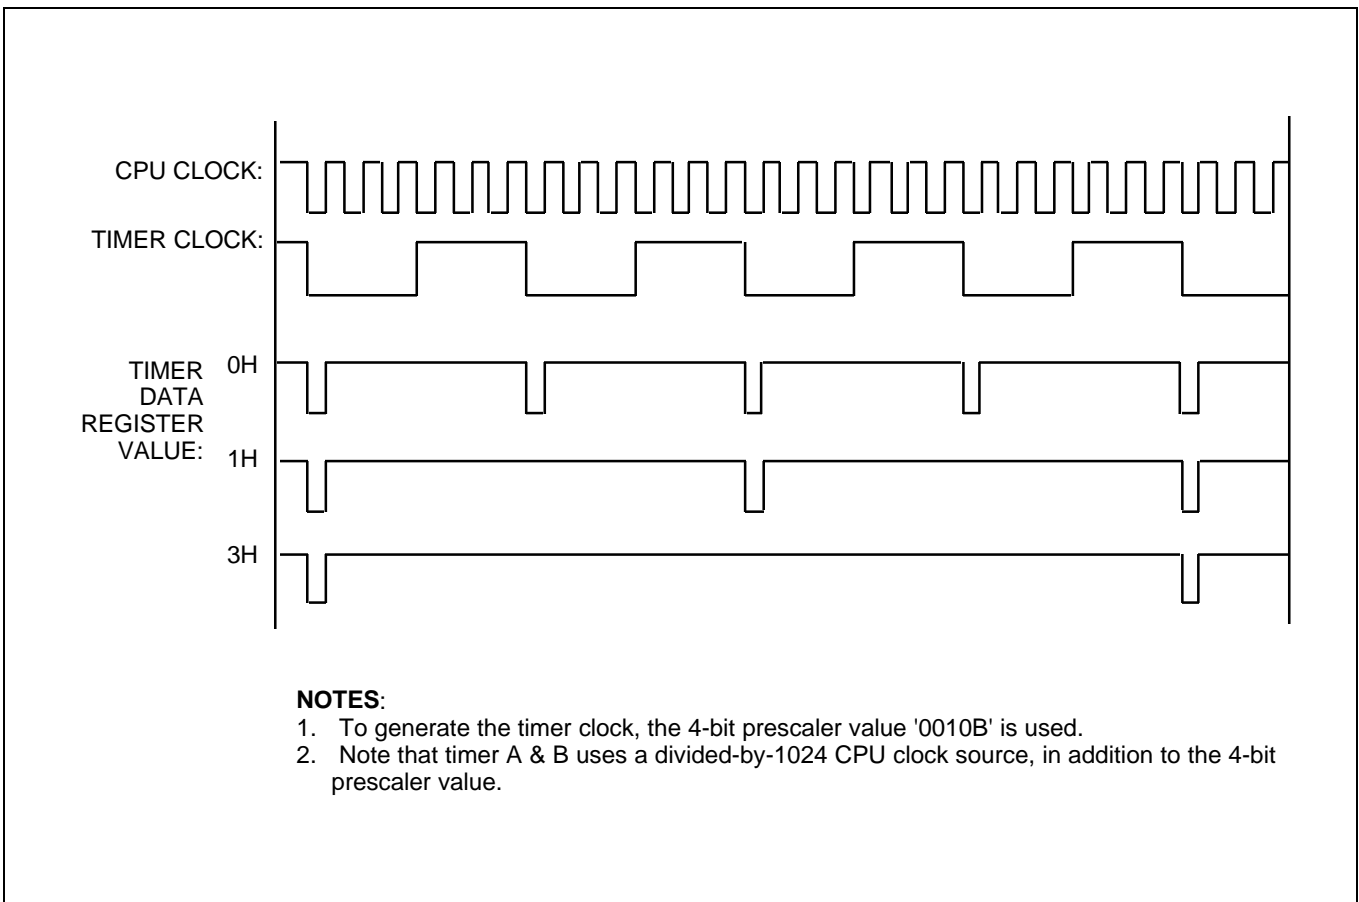 CPU CLOCK:
TIMER CLOCK:
TIMER
DATA
REGISTER
VALUE:
0H
1H
3H
NOTES:
1. To generate the timer clock, the 4-bit prescaler value '0010B' is used.
2. Note that timer A & B uses a divided-by-1024 CPU clock source, in addition to the 4-bit
prescaler value.